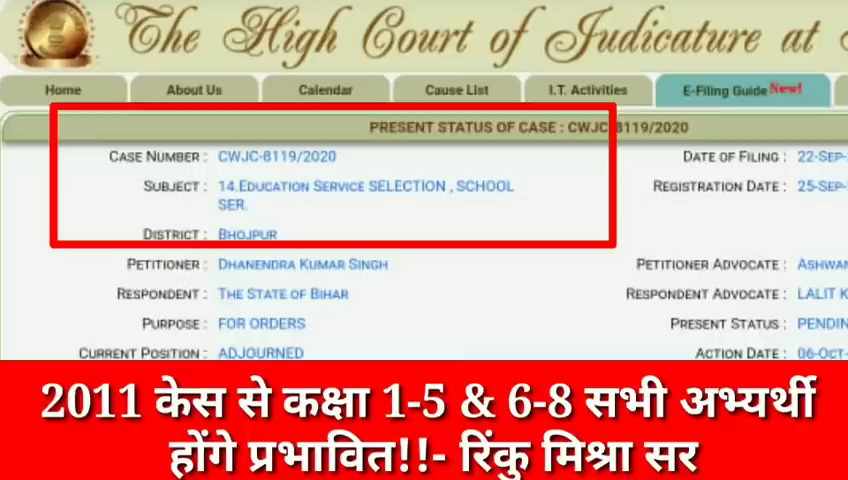 The High Court of Judicature at
Home About Us Calendar Cause List I.T. Activities E-Filing Guide New!
PRESENT STATUS OF CASE : CWJC-8119/2020
CASE NUMBER : CWJC-8119/2020 DATE OF FILING : 22-SEP-
SUBJECT : 14.EDUCATION SERVICE SELECTION , SCHOOL REGISTRATION DATE : 25-SEP-
SER.
DISTRICT : BHOJPUR
PETITIONER : DHANENDRA KUMAR SINGH PETITIONER ADVOCATE : ASHWAN
RESPONDENT : THE STATE OF BIHAR RESPONDENT ADVOCATE : LALIT K
PURPOSE : FOR ORDERS PRESENT STATUS : PENDIN
CURRENT POSITION : ADJOURNED ACTION DATE : 06-OCT-
2011 केस से कक्षा 1-5 & 6-8 सभी अभ्यर्थी
होंगे प्रभावित!!- रिंकु मिश्रा सर